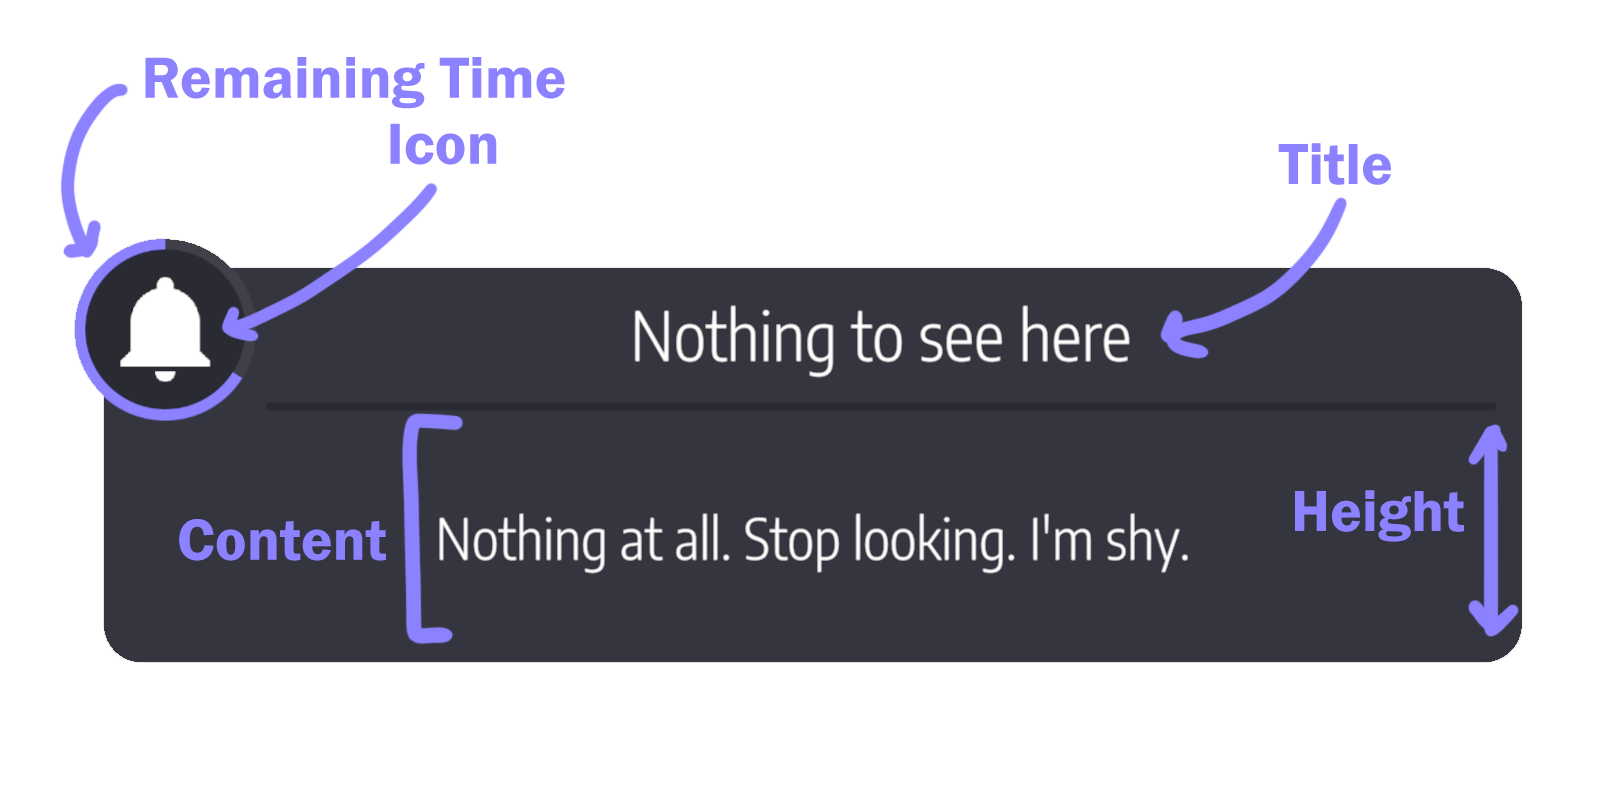 Remaining Time
Icon
Title
Nothing to see here
Content
Nothing at all. Stop looking. I'm shy.
Height